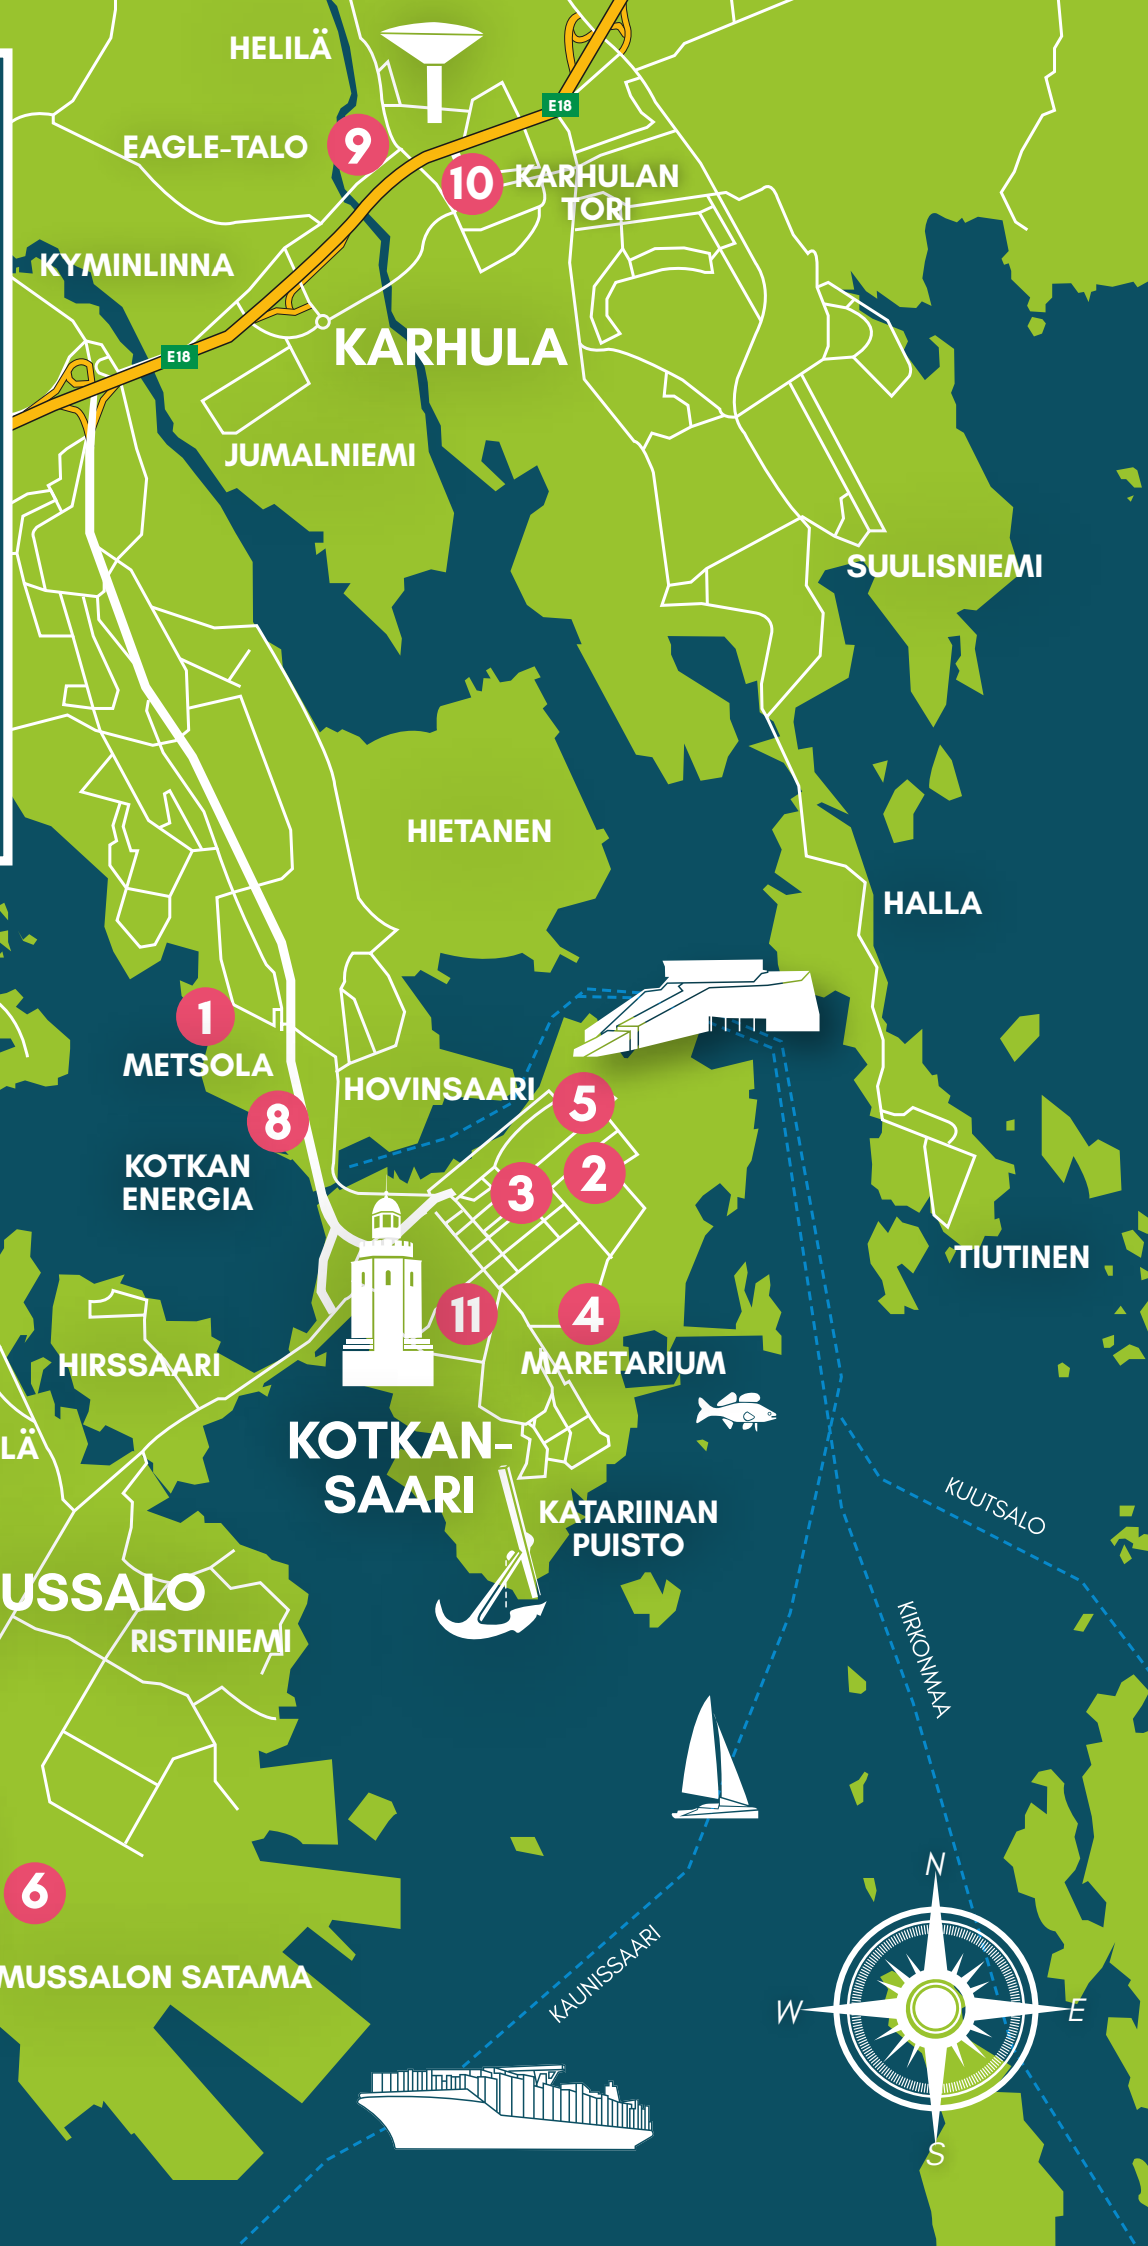 HELILÄ
E18
EAGLE-TALO
9
10
KARHULAN
TORI
KYMINLINNA
KARHULA
E18
JUMALNIEMI
SUULISNIEMI
HIETANEN
HALLA
1
METSOLA
HOVINSAARI
5
8
2
KOTKAN
ENERGIA
3
TIUTINEN
11
4
HIRSSAARI
MARETARIUM
LÄ
KOTKAN-
SAARI
KUUTSALO
KATARIINAN
PUISTO
USSALO
KIRKONMAA
RISTINIEMI
N
6
KAUNISSAARI
MUSSALON SATAMA
W
E
S